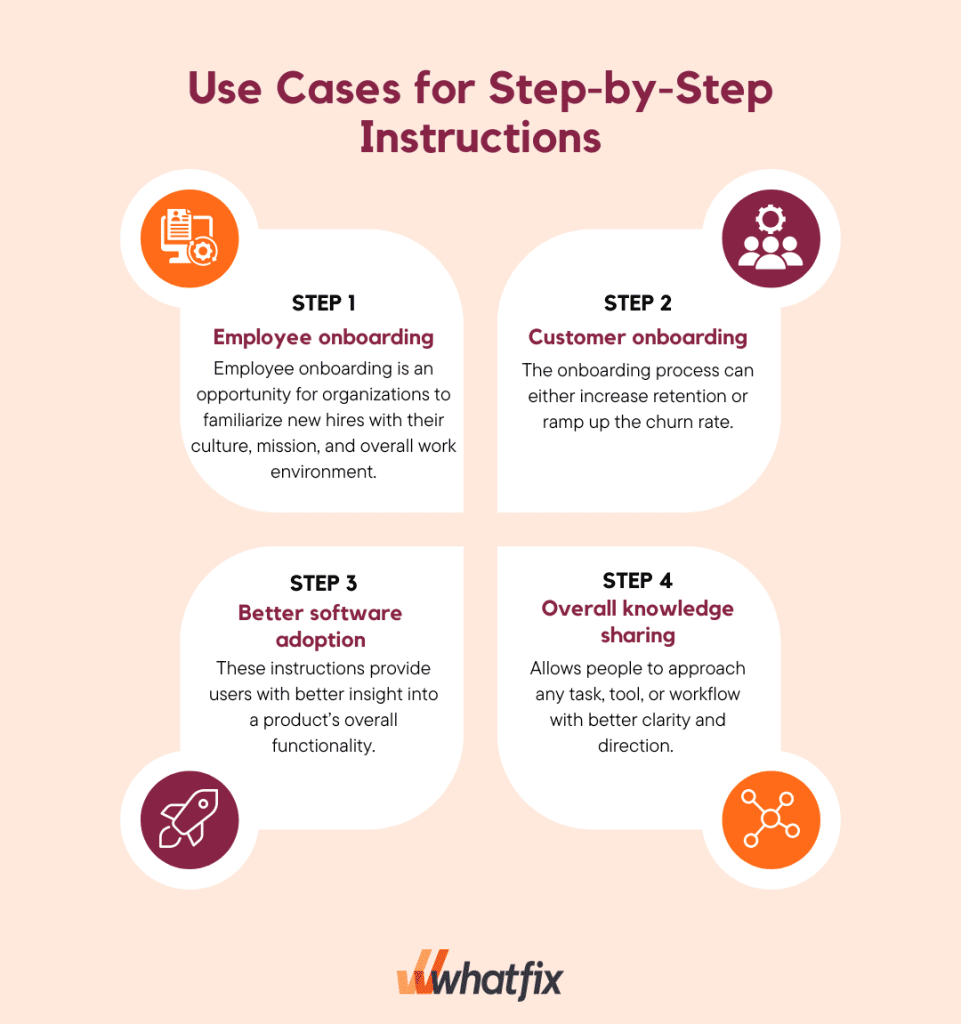 Use Cases for Step-by-Step
Instructions
STEP 1
Employee onboarding
Employee onboarding is an
opportunity for organizations to
familiarize new hires with their
culture, mission, and overall work
environment.
STEP 2
Customer onboarding
The onboarding process can
either increase retention or
ramp up the churn rate.
STEP 3
Better software
adoption
These instructions provide
users with better insight into
a product's overall
functionality.
STEP 4
Overall knowledge
sharing
Allows people to approach
any task, tool, or workflow
with better clarity and
direction.
whatfix